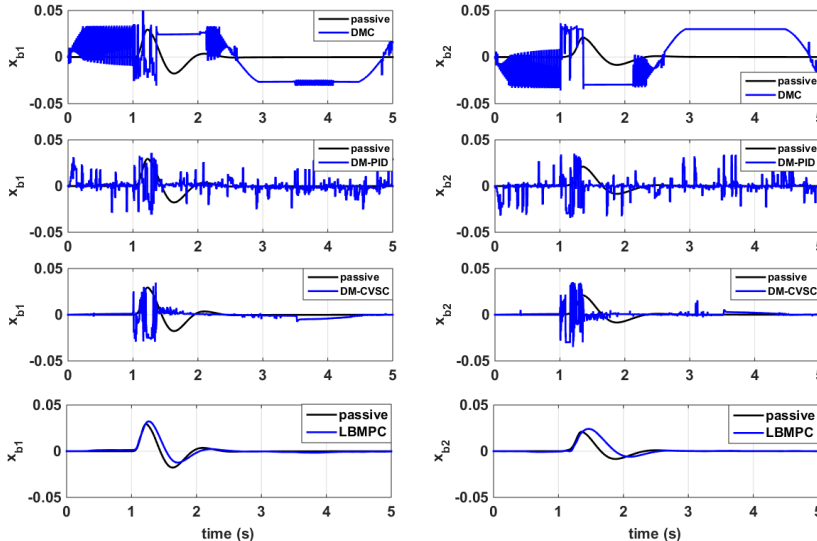 0.05
0
-0.05
x_b1
passive
DMC
0 1 2 3 4 5
0.05
0
-0.05
x_b2
passive
DMC
0 1 2 3 4 5
0.05
0
-0.05
x_b1
passive
DM-PID
0 1 2 3 4 5
0.05
0
-0.05
x_b2
passive
DM-PID
0 1 2 3 4 5
0.05
0
-0.05
x_b1
passive
DM-CVSC
0 1 2 3 4 5
0.05
0
-0.05
x_b2
passive
DM-CVSC
0 1 2 3 4 5
0.05
0
-0.05
x_b1
passive
LBMPC
0 1 2 3 4 5
time (s)
0.05
0
-0.05
x_b2
passive
LBMPC
0 1 2 3 4 5
time (s)